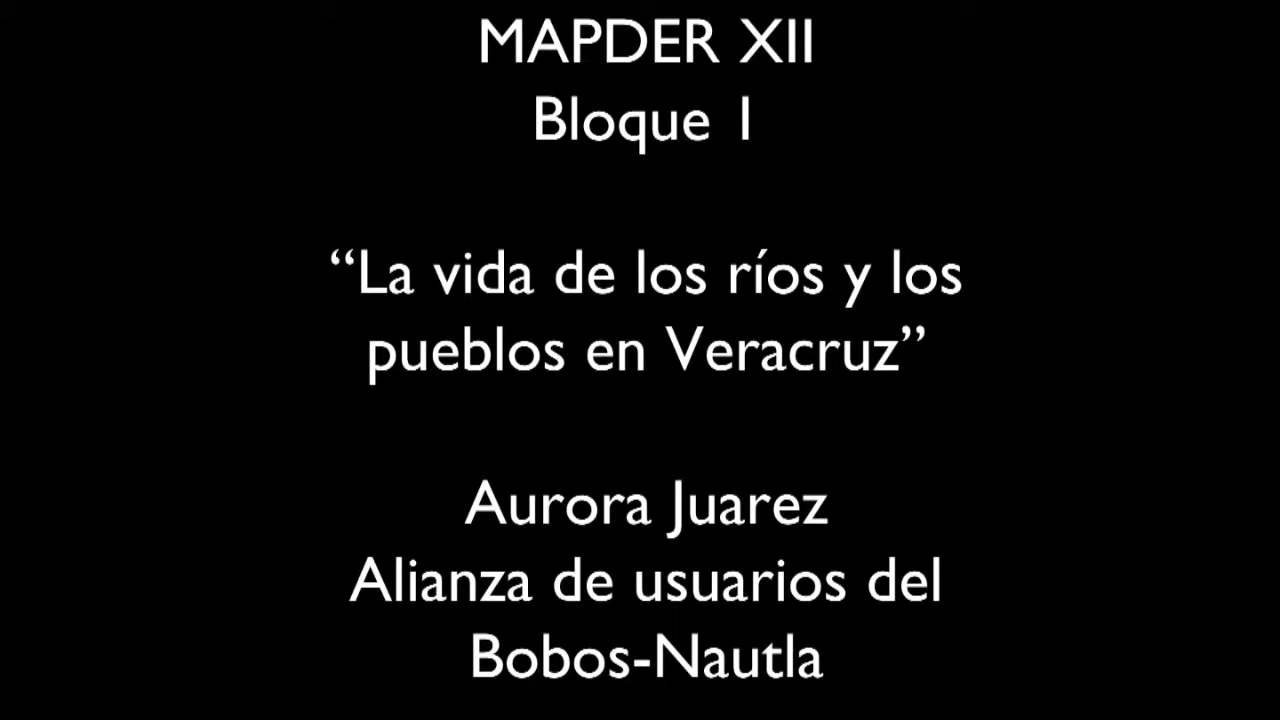 MAPDER XII
Bloque 1
“La vida de los ríos y los
pueblos en Veracruz”
Aurora Juarez
Alianza de usuarios del
Bobos-Nautla